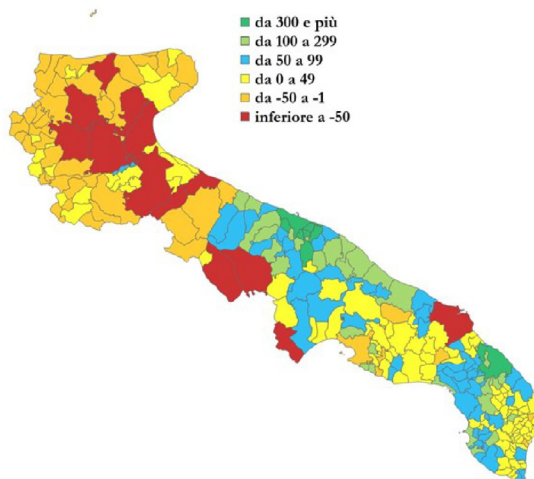 da 300 e più
da 100 a 299
da 50 a 99
da 0 a 49
da -50 a -1
inferiore a -50